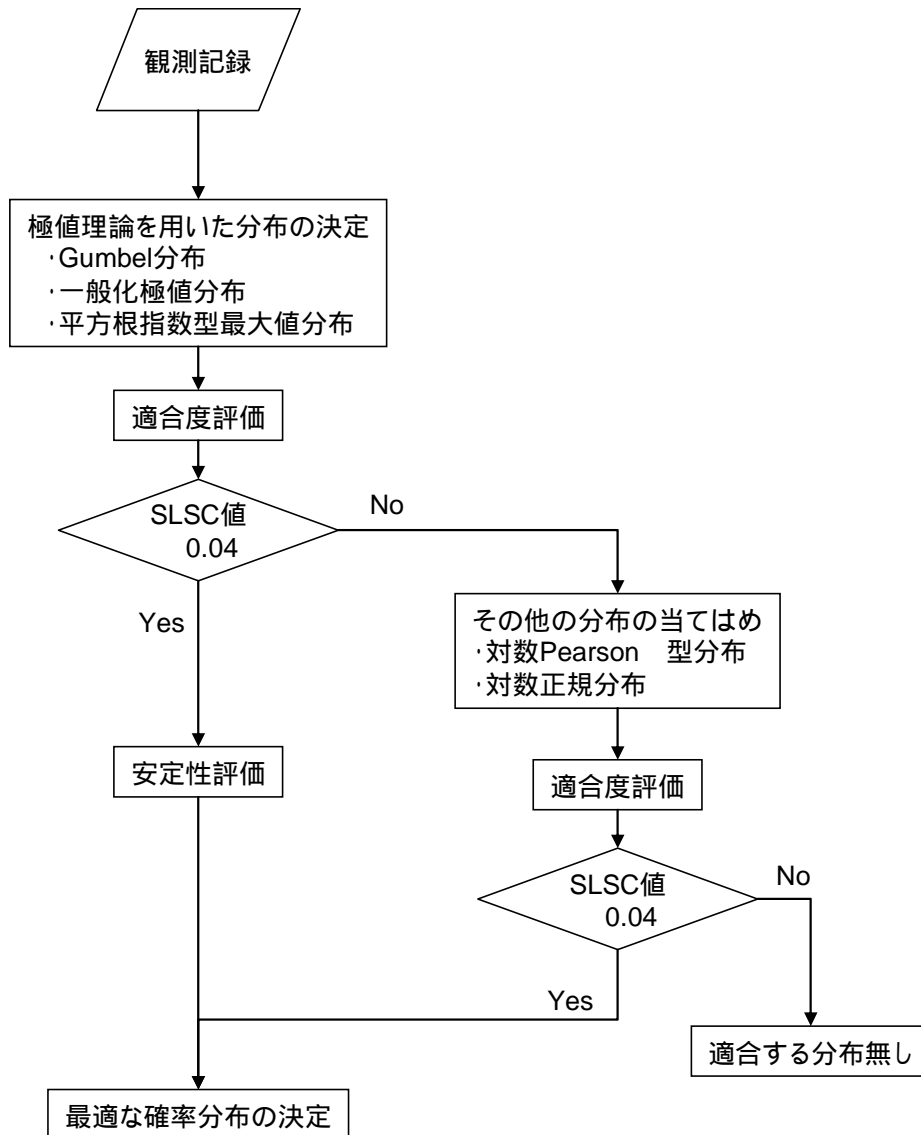 観測記録
極値理論を用いた分布の決定
・Gumbel分布
・一般化極値分布
・平方根指数型最大値分布
適合度評価
SLSC値
0.04
No
Yes
その他の分布の当てはめ
・対数Pearson　型分布
・対数正規分布
安定性評価
適合度評価
SLSC値
0.04
No
Yes
適合する分布無し
最適な確率分布の決定